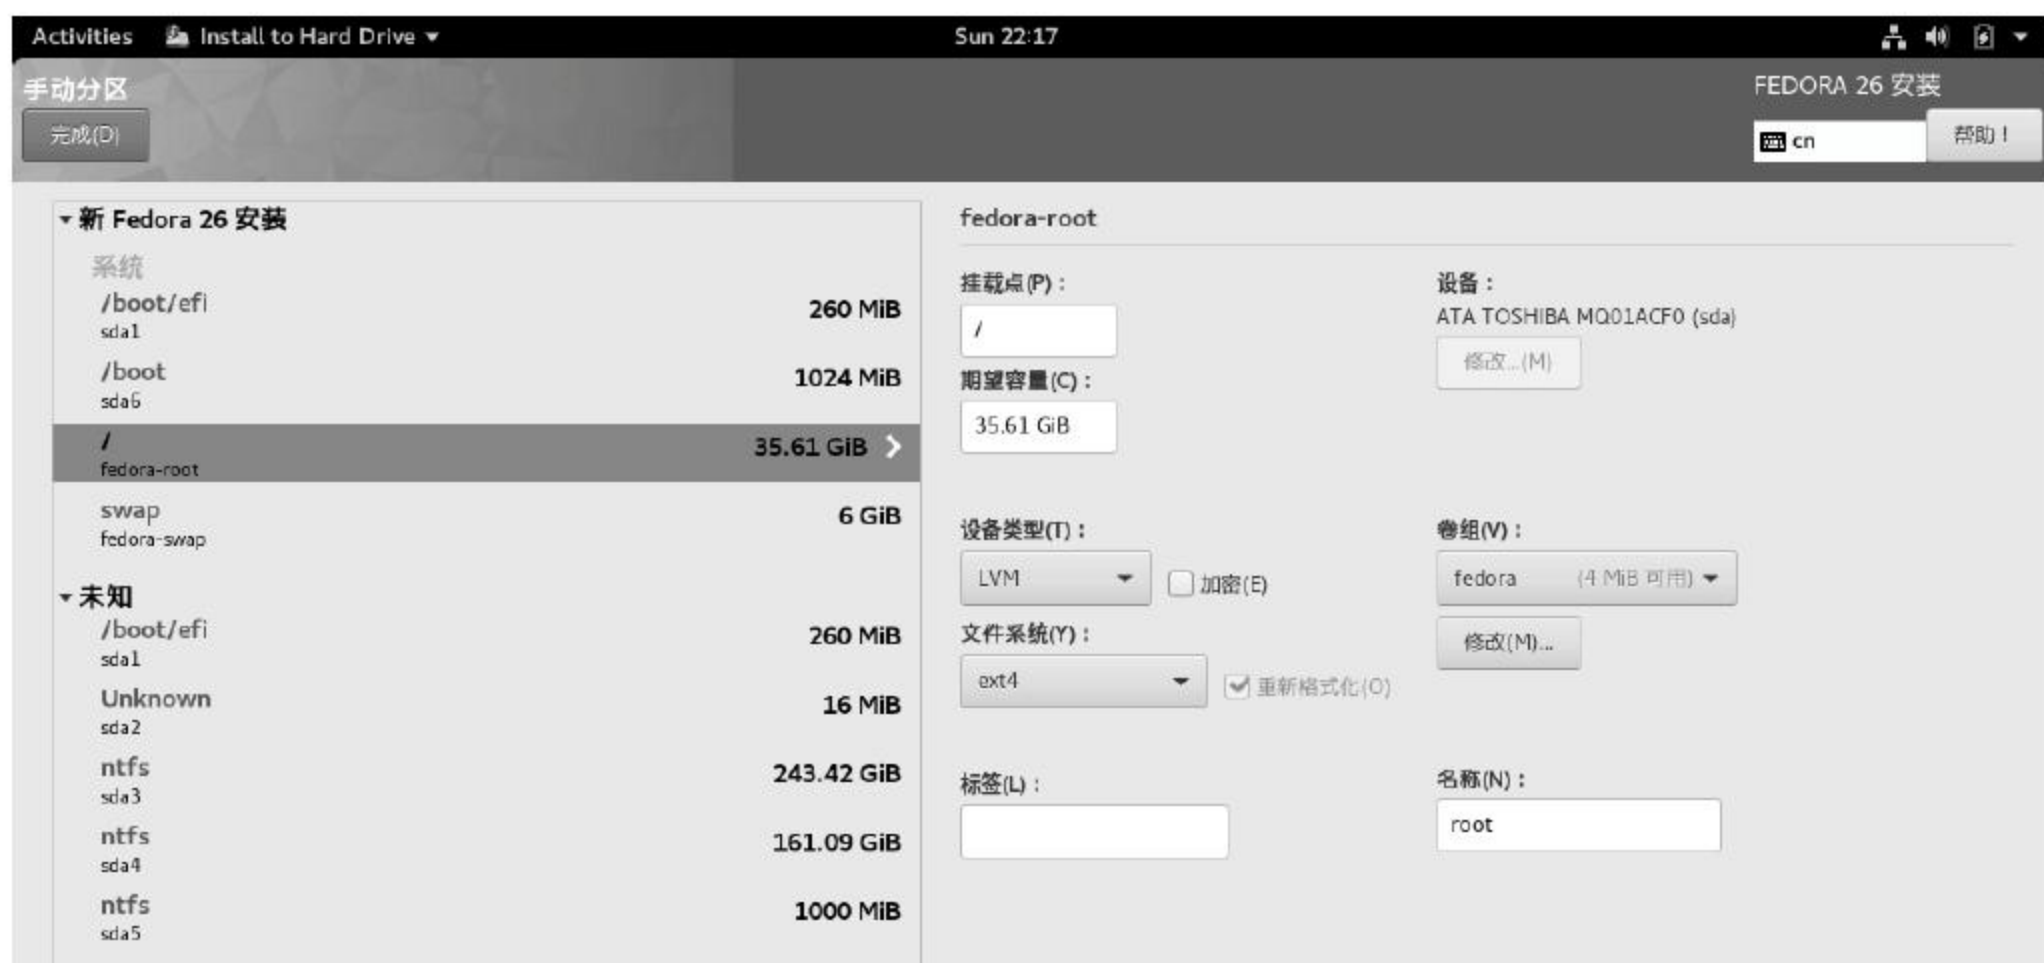 Activities Install to Hard Drive Sun 22:17
手动分区
FEDORA 26 安装
完成(D)
cn
帮助！
新 Fedora 26 安装
系统
/boot/efi 260 MiB
sda1
/boot 1024 MiB
sda6
/ 35.61 GiB
fedora-root
swap 6 GiB
fedora-swap
未知
/boot/efi 260 MiB
sda1
Unknown 16 MiB
sda2
ntfs 243.42 GiB
sda3
ntfs 161.09 GiB
sda4
ntfs 1000 MiB
sda5
fedora-root
挂载点(P)：
/
期望容量(C)：
35.61 GiB
设备：
ATA TOSHIBA MQ01ACF0 (sda)
修改...(M)
设备类型(T)：
LVM
加密(E)
文件系统(Y)：
ext4
重新格式化(O)
卷组(V)：
fedora (4 MiB 可用)
修改(M)...
标签(L)：
名称(N)：
root